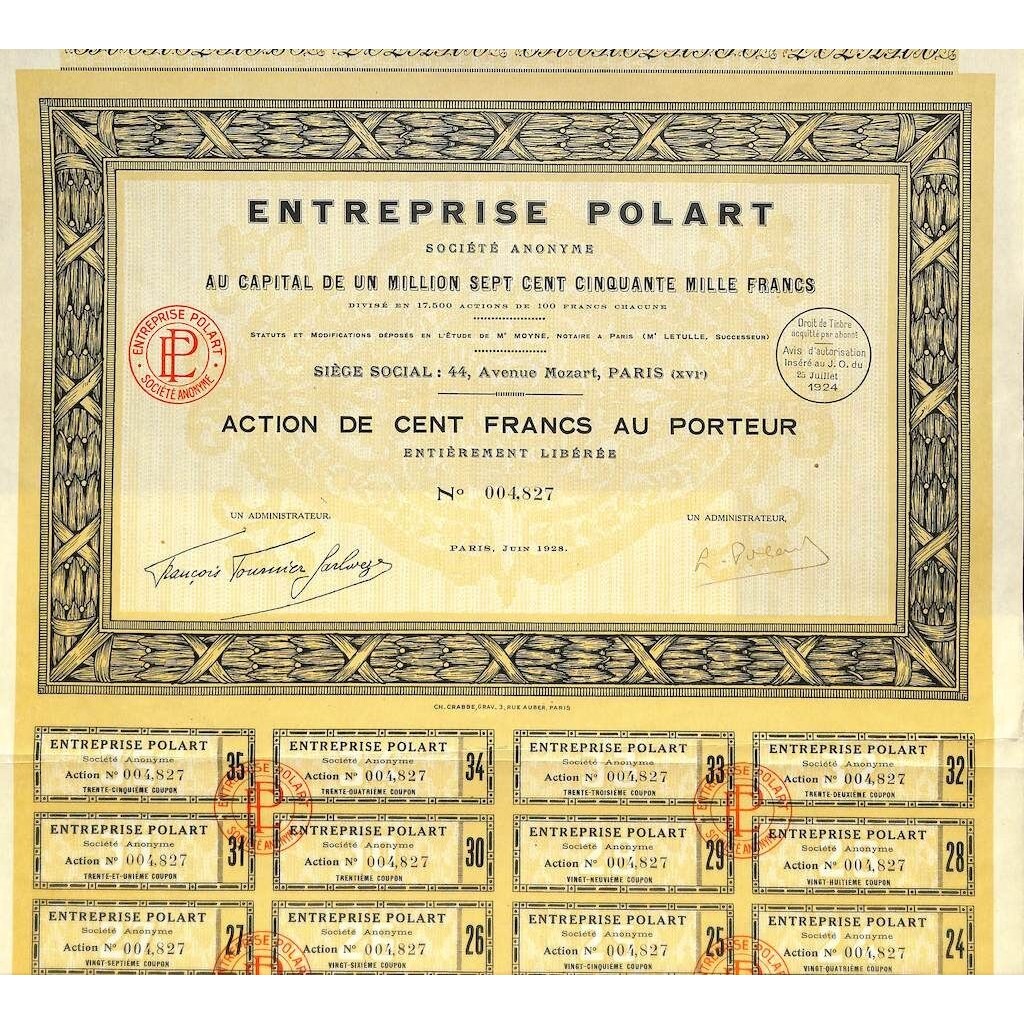 ENTREPRISE POLART
SOCIÉTÉ ANONYME
AU CAPITAL DE UN MILLION SEPT CENT CINQUANTE MILLE FRANCS
DIVISÉ EN 17.500 ACTIONS DE 100 FRANCS CHACUNE
STATUTS ET MODIFICATIONS DÉPOSÉS EN L'ÉTUDE DE Mᵉ MOYNE, NOTAIRE A PARIS (Mᵉ LETULLE, SUCCESSEUR)
SIÈGE SOCIAL : 44, Avenue Mozart, PARIS (XVIᵉ)
ENTREPRISE POLART
PE
SOCIÉTÉ ANONYME
Droit de Timbre
acquitté par abonnt
Avis d'autorisation
Inséré au J.O. du
25 Juillet
1924
ACTION DE CENT FRANCS AU PORTEUR
ENTIÈREMENT LIBÉRÉE
No 004,827
UN ADMINISTRATEUR.
UN ADMINISTRATEUR,
PARIS, JUIN 1928.
François Fournier
L. Polart
CH. CRABBE, GRAV. 3, RUE AUBER, PARIS
ENTREPRISE POLART
Société Anonyme
Action No 004,827
TRENTE-CINQUIÈME COUPON
35
ENTREPRISE POLART
Société Anonyme
Action No 004,827
TRENTE-QUATRIÈME COUPON
34
ENTREPRISE POLART
Société Anonyme
Action No 004,827
TRENTE-TROISIÈME COUPON
33
ENTREPRISE POLART
Société Anonyme
Action No 004,827
TRENTE-DEUXIÈME COUPON
32
ENTREPRISE POLART
Société Anonyme
Action No 004,827
TRENTE-ET-UNIÈME COUPON
31
ENTREPRISE POLART
Société Anonyme
Action No 004,827
TRENTIÈME COUPON
30
ENTREPRISE POLART
Société Anonyme
Action No 004,827
VINGT-NEUVIÈME COUPON
29
ENTREPRISE POLART
Société Anonyme
Action No 004,827
VINGT-HUITIÈME COUPON
28
ENTREPRISE POLART
Société Anonyme
Action No 004,827
VINGT-SEPTIÈME COUPON
27
ENTREPRISE POLART
Société Anonyme
Action No 004,827
VINGT-SIXIÈME COUPON
26
ENTREPRISE POLART
Société Anonyme
Action No 004,827
VINGT-CINQUIÈME COUPON
25
ENTREPRISE POLART
Société Anonyme
Action No 004,827
VINGT-QUATRIÈME COUPON
24